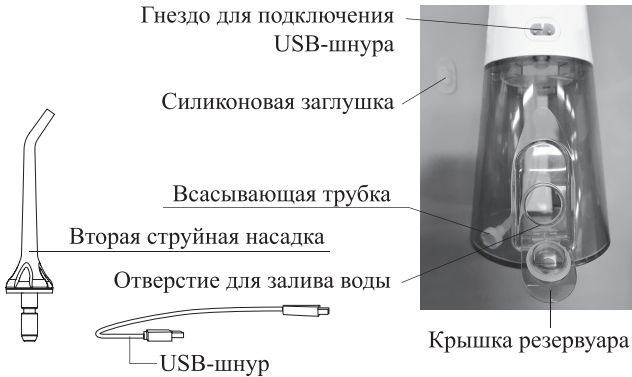 Гнездо для подключения
USB-шнура
Силиконовая заглушка
Всасывающая трубка
Вторая струйная насадка
Отверстие для залива воды
Крышка резервуара
USB-шнур